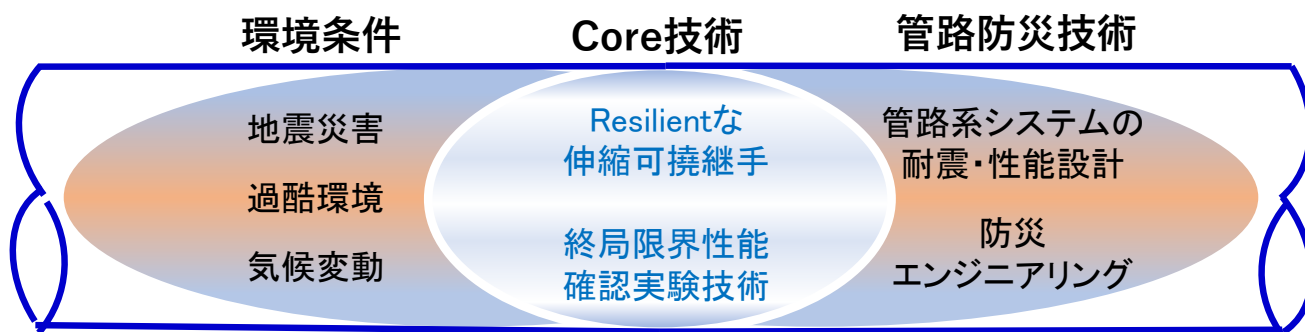 環境条件
地震災害
過酷環境
気候変動
Core技術
Resilientな
伸縮可撓継手
終局限界性能
確認実験技術
管路防災技術
管路系システムの
耐震・性能設計
防災
エンジニアリング